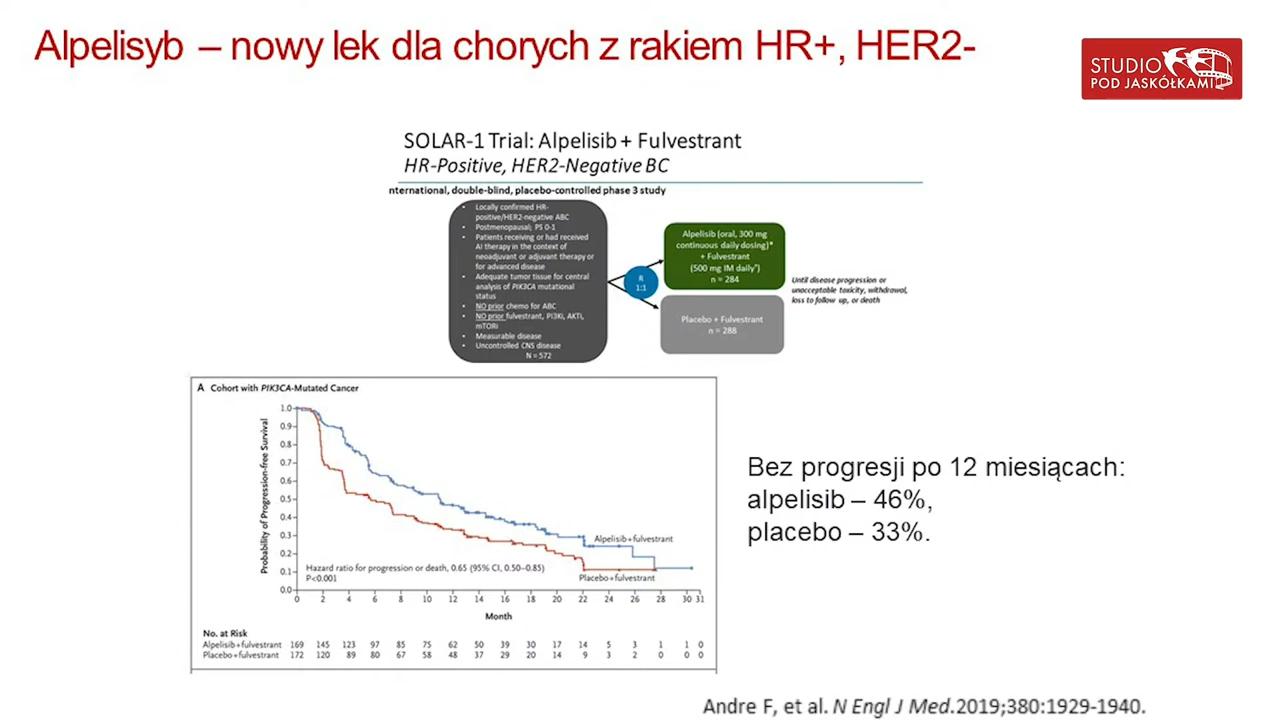 Alpelisyb – nowy lek dla chorych z rakiem HR+, HER2-
STUDIO
POD JASKÓŁKAMI
SOLAR-1 Trial: Alpelisib + Fulvestrant
HR-Positive, HER2-Negative BC
nternational, double-blind, placebo-controlled phase 3 study
• Locally confirmed HR-
positive/HER2-negative ABC
• Postmenopausal; PS 0-1
• Patients receiving or had received
AI therapy in the context of
neoadjuvant or adjuvant therapy or
for advanced disease
• Adequate tumor tissue for central
analysis of PIK3CA mutational
status
• NO prior chemo for ABC
• NO prior fulvestrant, PI3Ki, AKTi,
mTORi
• Measurable disease
• Uncontrolled CNS disease
N = 572
R
1:1
Alpelisib (oral, 300 mg
continuous daily dosing)*
+ Fulvestrant
(500 mg IM daily†)
n = 284
Placebo + Fulvestrant
n = 288
Until disease progression or
unacceptable toxicity, withdrawal,
loss to follow up, or death
A Cohort with PIK3CA-Mutated Cancer
Probability of Progression-free Survival
1.0
0.9
0.8
0.7
0.6
0.5
0.4
0.3
0.2
0.1
0.0
Alpelisib+fulvestrant
Hazard ratio for progression or death, 0.65 (95% CI, 0.50–0.85)
P<0.001
Placebo+fulvestrant
0 2 4 6 8 10 12 14 16 18 20 22 24 26 28 30 31
Month
No. at Risk
Alpelisib+fulvestrant 169 145 123 97 85 75 62 50 39 30 17 14 5 3 1 1 0
Placebo+fulvestrant 172 120 89 80 67 58 48 37 29 20 14 9 3 2 0 0 0
Bez progresji po 12 miesiącach:
alpelisib – 46%,
placebo – 33%.
Andre F, et al. N Engl J Med.2019;380:1929-1940.